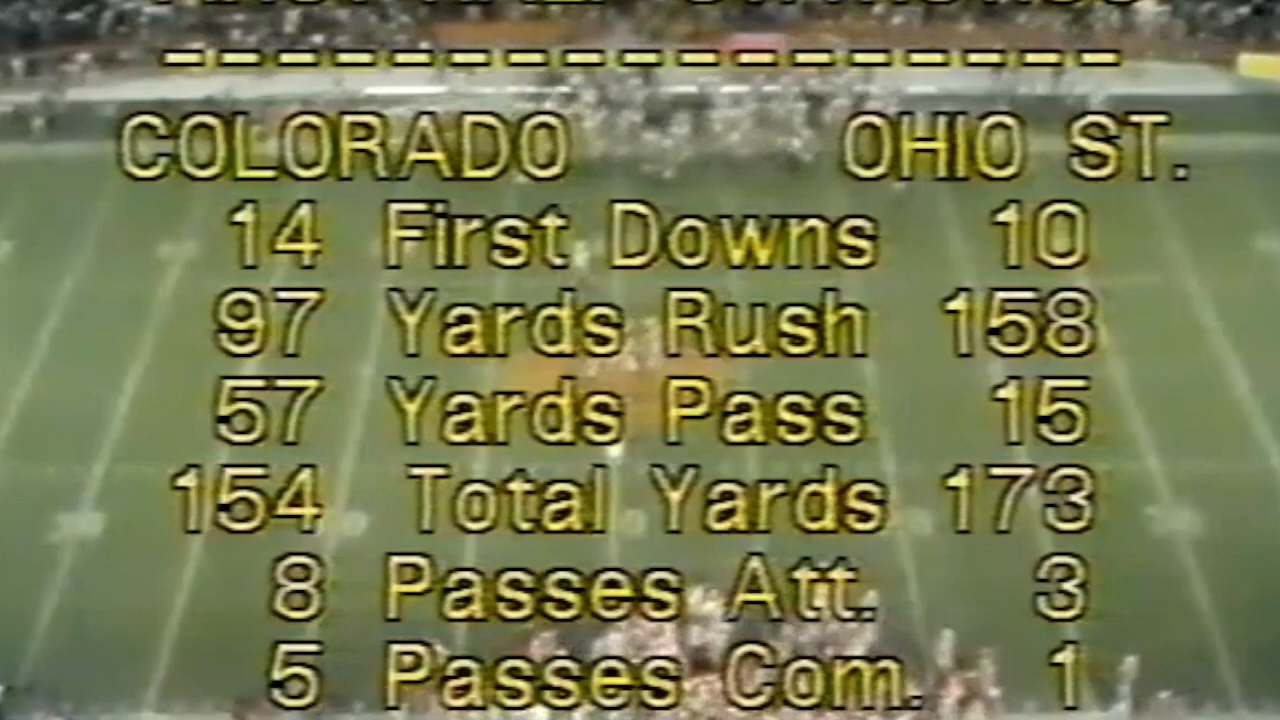 ------------------
COLORADO OHIO ST.
14 First Downs 10
97 Yards Rush 158
57 Yards Pass 15
154 Total Yards 173
8 Passes Att. 3
5 Passes Com. 1